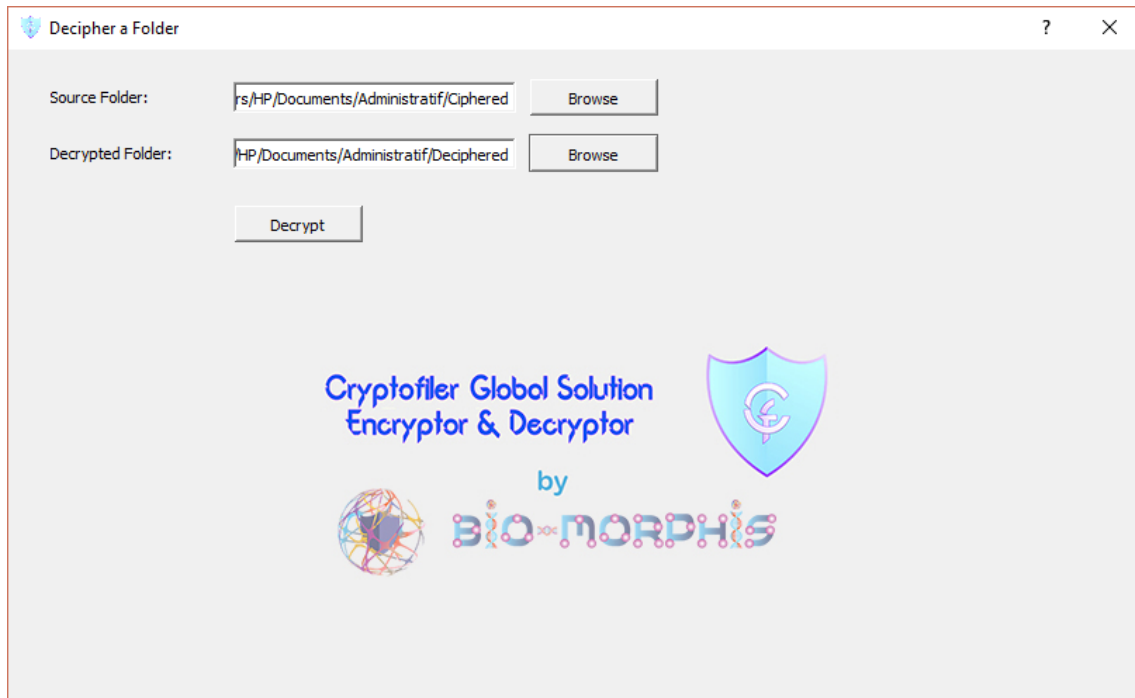 Decipher a Folder
?
Source Folder: rs/HP/Documents/Administratif/Ciphered Browse
Decrypted Folder: /HP/Documents/Administratif/Deciphered Browse
Decrypt
Cryptofiler Global Solution
Encryptor & Decryptor
by
BIO-MORPHIS